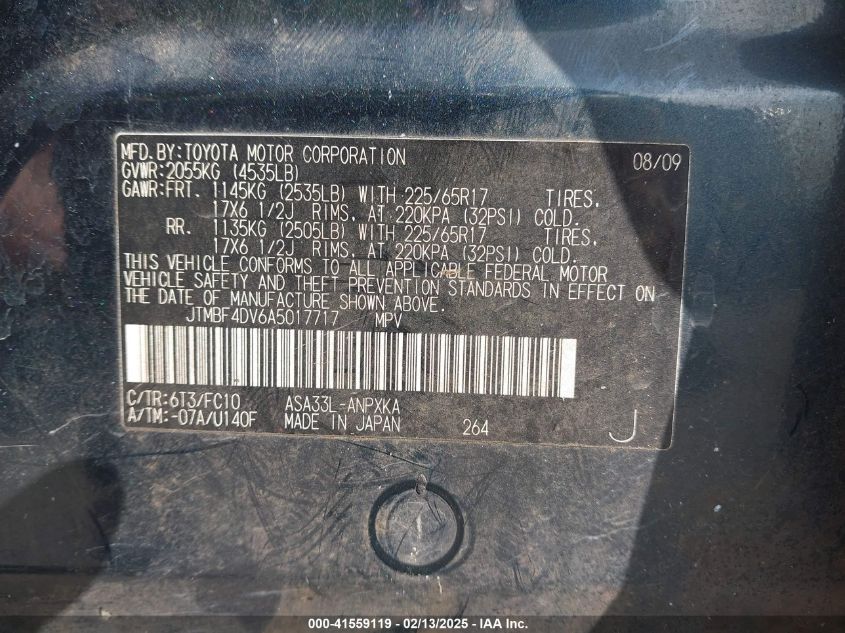 MFD.BY:TOYOTA MOTOR CORPORATION 08/09
GVWR:2055KG (4535LB)
GAWR:FRT. 1145KG (2535LB) WITH 225/65R17 TIRES,
17X6 1/2J RIMS, AT 220KPA (32PSI) COLD.
RR. 1135KG (2505LB) WITH 225/65R17 TIRES,
17X6 1/2J RIMS, AT 220KPA (32PSI) COLD.
THIS VEHICLE CONFORMS TO ALL APPLICABLE FEDERAL MOTOR
VEHICLE SAFETY AND THEFT PREVENTION STANDARDS IN EFFECT ON
THE DATE OF MANUFACTURE SHOWN ABOVE.
JTMBF4DV6A5017717 MPV
C/TR:6T3/FC10 ASA33L-ANPXKA
A/TM:-07A/U140F MADE IN JAPAN 264 J
000-41559119 - 02/13/2025 - IAA Inc.